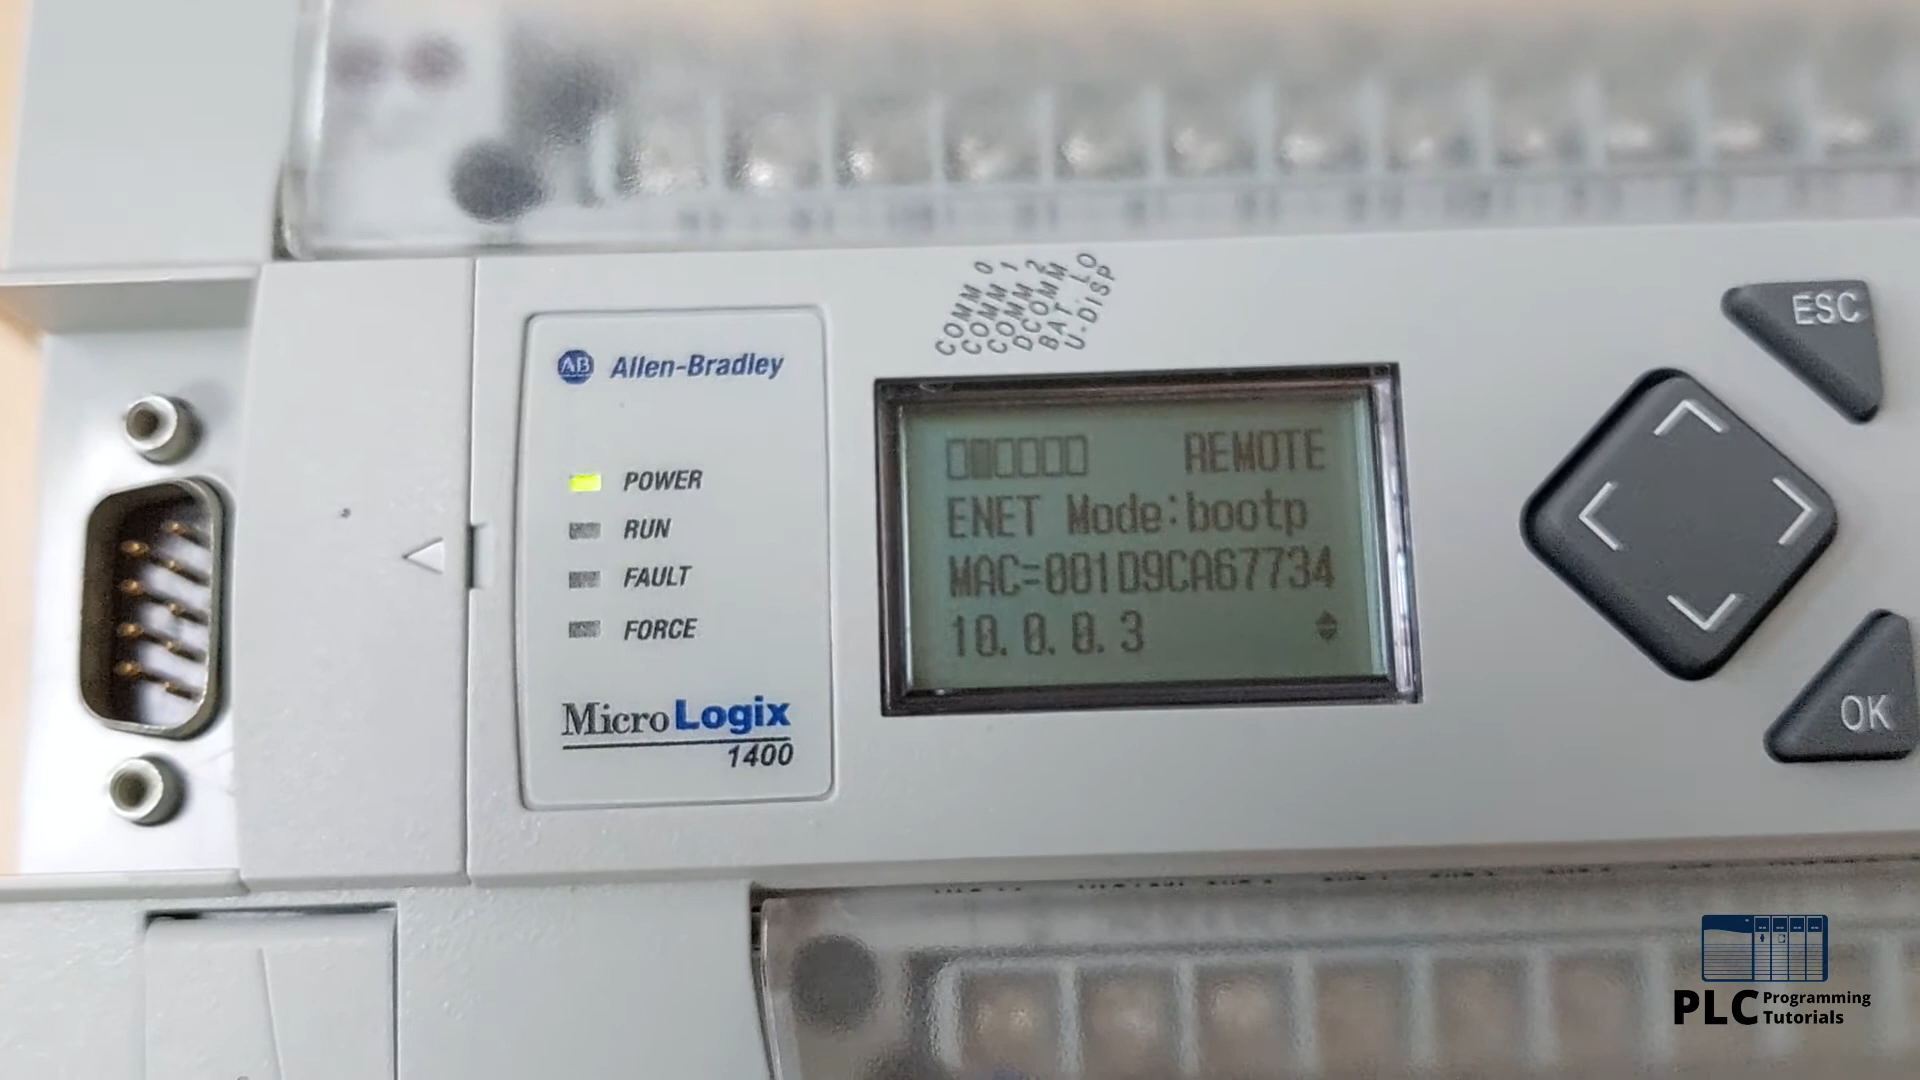 COMM 0
COMM 1
COMM 2
DCOMM
BAT. LO
U-DISP
ESC
AB Allen-Bradley
POWER
RUN
FAULT
FORCE
MicroLogix
1400
REMOTE
ENET Mode:bootp
MAC=001D9CA67734
10.0.0.3
OK
PLC Programming
Tutorials